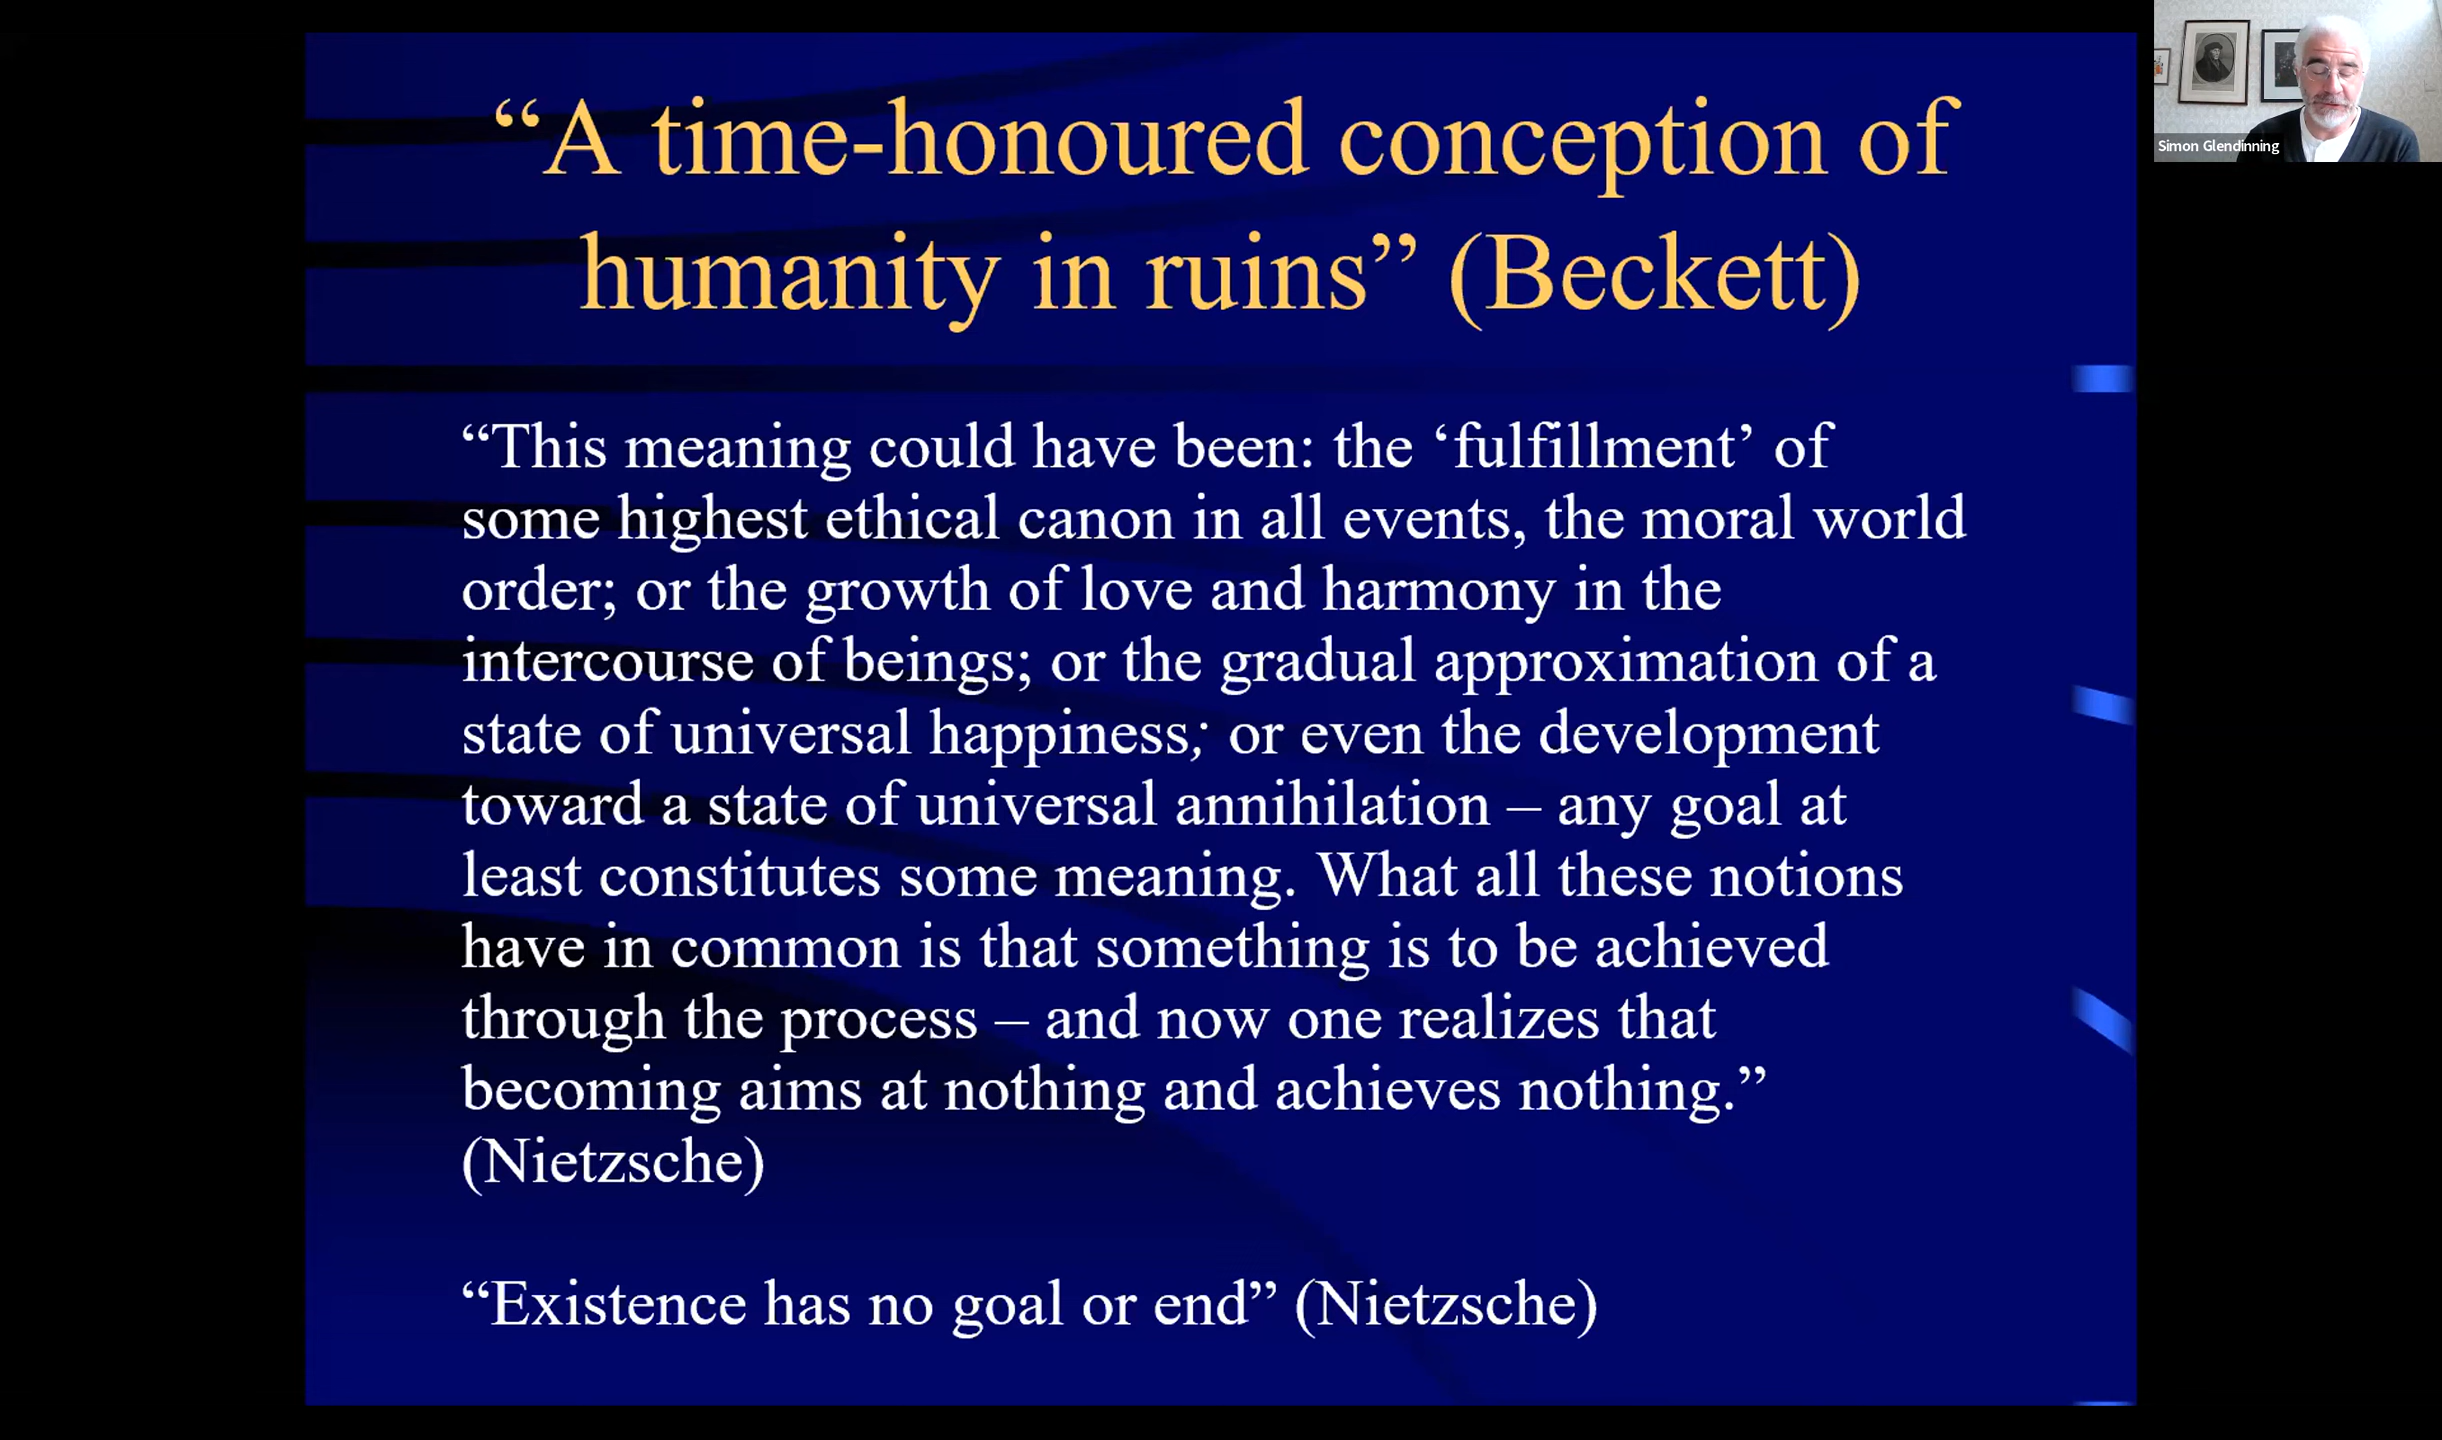 “A time-honoured conception of
humanity in ruins” (Beckett)
“This meaning could have been: the ‘fulfillment’ of
some highest ethical canon in all events, the moral world
order; or the growth of love and harmony in the
intercourse of beings; or the gradual approximation of a
state of universal happiness; or even the development
toward a state of universal annihilation – any goal at
least constitutes some meaning. What all these notions
have in common is that something is to be achieved
through the process – and now one realizes that
becoming aims at nothing and achieves nothing.”
(Nietzsche)
“Existence has no goal or end” (Nietzsche)
Simon Glendinning